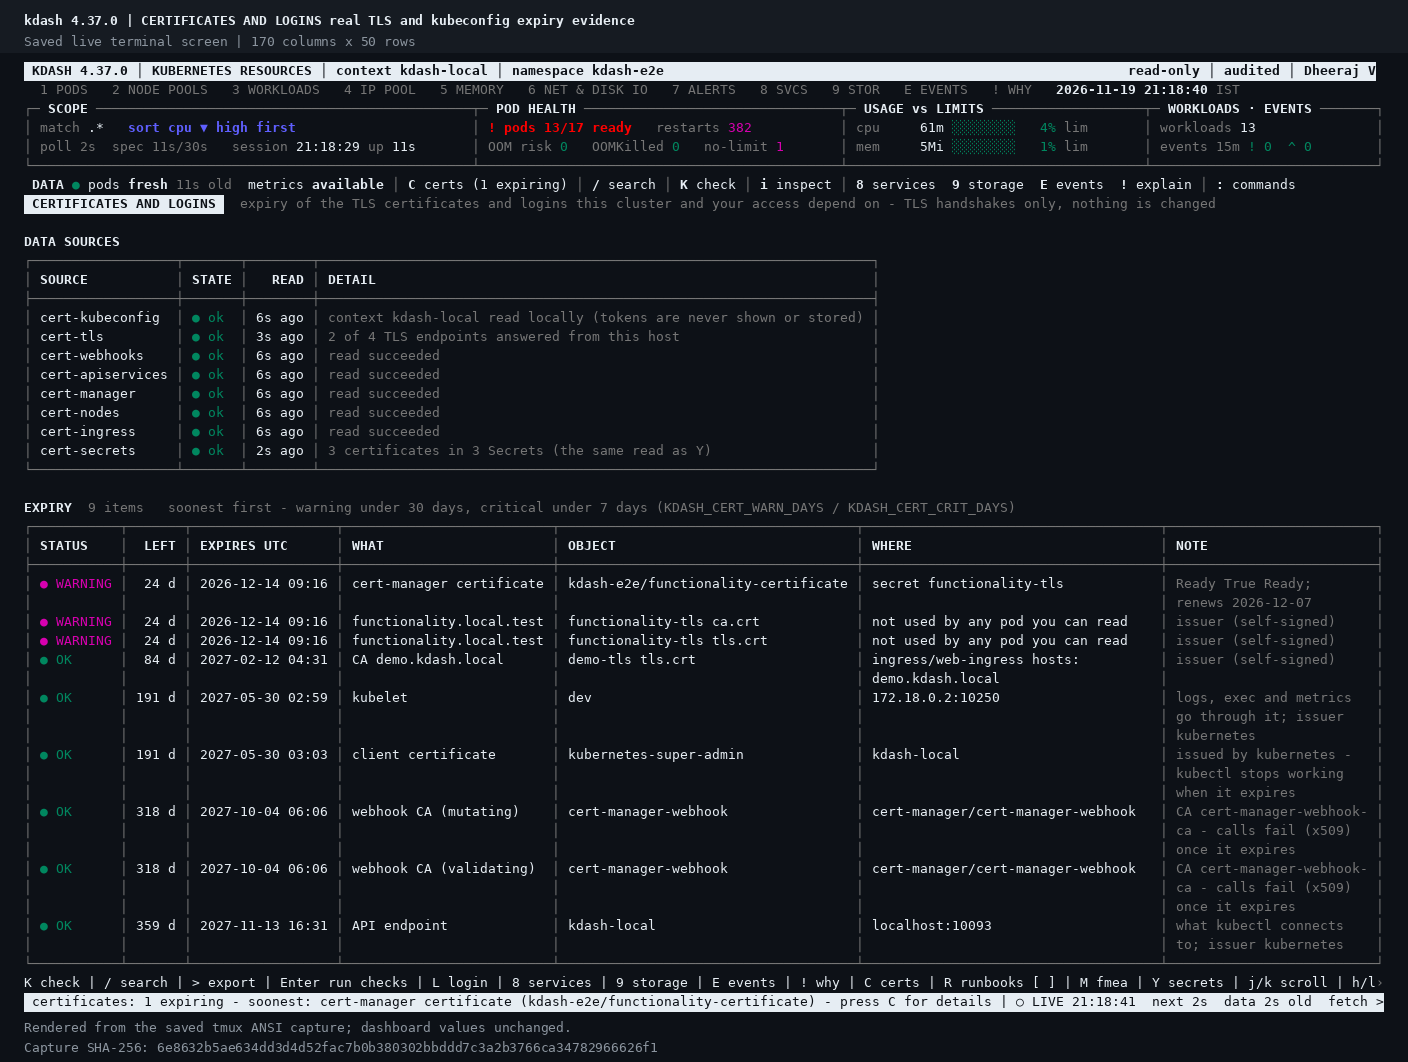 kdash 4.37.0 | CERTIFICATES AND LOGINS real TLS and kubeconfig expiry evidence
Saved live terminal screen | 170 columns x 50 rows
KDASH 4.37.0 │ KUBERNETES RESOURCES │ context kdash-local │ namespace kdash-e2e read-only │ audited │ Dheeraj V
1 PODS 2 NODE POOLS 3 WORKLOADS 4 IP POOL 5 MEMORY 6 NET & DISK IO 7 ALERTS 8 SVCS 9 STOR E EVENTS ! WHY 2026-11-19 21:18:40 IST
SCOPE POD HEALTH USAGE vs LIMITS WORKLOADS · EVENTS
match .* sort cpu ▼ high first │ ! pods 13/17 ready restarts 382 │ cpu 61m ░░░░░░░░ 4% lim │ workloads 13
poll 2s spec 11s/30s session 21:18:29 up 11s │ OOM risk 0 OOMKilled 0 no-limit 1 │ mem 5Mi ░░░░░░░░ 1% lim │ events 15m ! 0 ^ 0
DATA ● pods fresh 11s old metrics available │ C certs (1 expiring) │ / search │ K check │ i inspect │ 8 services 9 storage E events ! explain │ : commands
CERTIFICATES AND LOGINS expiry of the TLS certificates and logins this cluster and your access depend on - TLS handshakes only, nothing is changed
DATA SOURCES
SOURCE │ STATE │ READ │ DETAIL
cert-kubeconfig │ ● ok │ 6s ago │ context kdash-local read locally (tokens are never shown or stored)
cert-tls │ ● ok │ 3s ago │ 2 of 4 TLS endpoints answered from this host
cert-webhooks │ ● ok │ 6s ago │ read succeeded
cert-apiservices │ ● ok │ 6s ago │ read succeeded
cert-manager │ ● ok │ 6s ago │ read succeeded
cert-nodes │ ● ok │ 6s ago │ read succeeded
cert-ingress │ ● ok │ 6s ago │ read succeeded
cert-secrets │ ● ok │ 2s ago │ 3 certificates in 3 Secrets (the same read as Y)
EXPIRY 9 items soonest first - warning under 30 days, critical under 7 days (KDASH_CERT_WARN_DAYS / KDASH_CERT_CRIT_DAYS)
STATUS │ LEFT │ EXPIRES UTC │ WHAT │ OBJECT │ WHERE │ NOTE
● WARNING │ 24 d │ 2026-12-14 09:16 │ cert-manager certificate │ kdash-e2e/functionality-certificate │ secret functionality-tls │ Ready True Ready;
renews 2026-12-07
● WARNING │ 24 d │ 2026-12-14 09:16 │ functionality.local.test │ functionality-tls ca.crt │ not used by any pod you can read │ issuer (self-signed)
● WARNING │ 24 d │ 2026-12-14 09:16 │ functionality.local.test │ functionality-tls tls.crt │ not used by any pod you can read │ issuer (self-signed)
● OK │ 84 d │ 2027-02-12 04:31 │ CA demo.kdash.local │ demo-tls tls.crt │ ingress/web-ingress hosts: │ issuer (self-signed)
demo.kdash.local
● OK │ 191 d │ 2027-05-30 02:59 │ kubelet │ dev │ 172.18.0.2:10250 │ logs, exec and metrics
go through it; issuer
kubernetes
● OK │ 191 d │ 2027-05-30 03:03 │ client certificate │ kubernetes-super-admin │ kdash-local │ issued by kubernetes -
kubectl stops working
when it expires
● OK │ 318 d │ 2027-10-04 06:06 │ webhook CA (mutating) │ cert-manager-webhook │ cert-manager/cert-manager-webhook │ CA cert-manager-webhook-
ca - calls fail (x509)
once it expires
● OK │ 318 d │ 2027-10-04 06:06 │ webhook CA (validating) │ cert-manager-webhook │ cert-manager/cert-manager-webhook │ CA cert-manager-webhook-
ca - calls fail (x509)
once it expires
● OK │ 359 d │ 2027-11-13 16:31 │ API endpoint │ kdash-local │ localhost:10093 │ what kubectl connects
to; issuer kubernetes
K check | / search | > export | Enter run checks | L login | 8 services | 9 storage | E events | ! why | C certs | R runbooks [ ] | M fmea | Y secrets | j/k scroll | h/l›
certificates: 1 expiring - soonest: cert-manager certificate (kdash-e2e/functionality-certificate) - press C for details | ○ LIVE 21:18:41 next 2s data 2s old fetch >
Rendered from the saved tmux ANSI capture; dashboard values unchanged.
Capture SHA-256: 6e8632b5ae634dd3d4d52fac7b0b380302bbddd7c3a2b3766ca34782966626f1